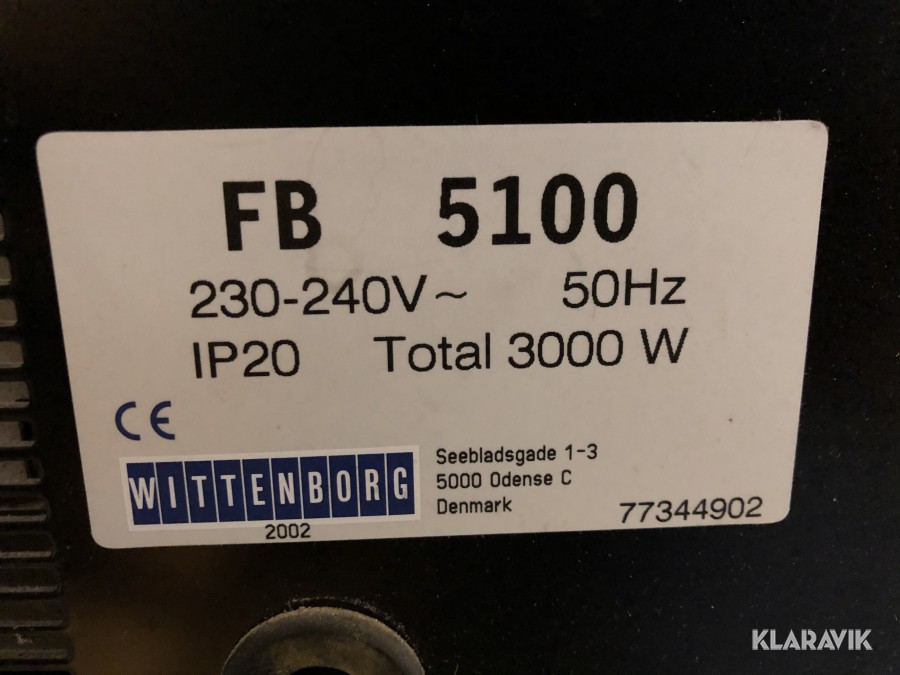 FB 5100
230-240V~ 50Hz
IP20 Total 3000 W
CE
WITTENBORG
2002
Seebladsgade 1-3
5000 Odense C
Denmark
77344902
KLARAVIK